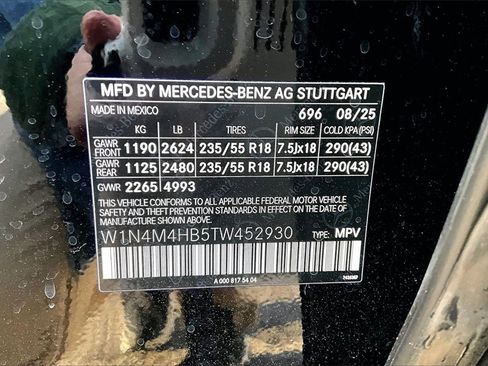 MFD BY MERCEDES-BENZ AG STUTTGART
MADE IN MEXICO 696 08/25
KG LB TIRES RIM SIZE COLD KPA(PSI)
GAWR FRONT 1190 2624 235/55 R18 7.5Jx18 290(43)
GAWR REAR 1125 2480 235/55 R18 7.5Jx18 290(43)
GWR 2265 4993
THIS VEHICLE CONFORMS TO ALL APPLICABLE FEDERAL MOTOR VEHICLE
SAFETY, BUMPER, AND THEFT PREVENTION STANDARDS IN EFFECT ON THE DATE OF
MANUFACTURE SHOWN ABOVE.
W1N4M4HB5TW452930 TYPE: MPV
A 000 817 54 04